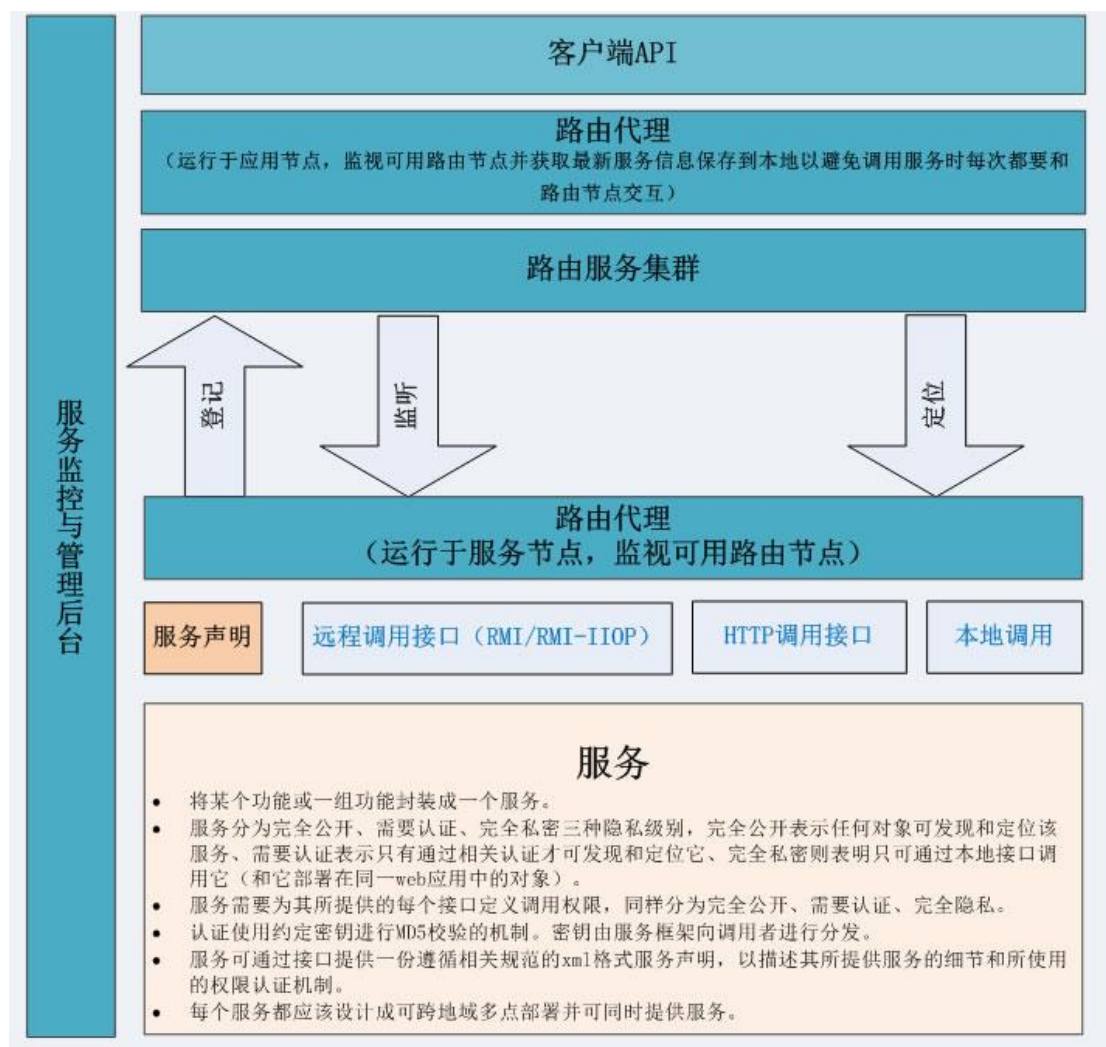 客户端API
路由代理
（运行于应用节点，监视可用路由节点并获取最新服务信息保存到本地以避免调用服务时每次都要和
路由节点交互）
路由服务集群
登记
监听
定位
服务监控与管理后台
路由代理
（运行于服务节点，监视可用路由节点）
服务声明
远程调用接口（RMI/RMI-IIOP）
HTTP调用接口
本地调用
服务
• 将某个功能或一组功能封装成一个服务。
• 服务分为完全公开、需要认证、完全私密三种隐私级别，完全公开表示任何对象可发现和定位该
服务、需要认证表示只有通过相关认证才可发现和定位它、完全私密则表明只可通过本地接口调
用它（和它部署在同一web应用中的对象）。
• 服务需要为其所提供的每个接口定义调用权限，同样分为完全公开、需要认证、完全隐私。
• 认证使用约定密钥进行MD5校验的机制。密钥由服务框架向调用者进行分发。
• 服务可通过接口提供一份遵循相关规范的xml格式服务声明，以描述其所提供服务的细节和所使用
的权限认证机制。
• 每个服务都应该设计成可跨地域多点部署并可同时提供服务。